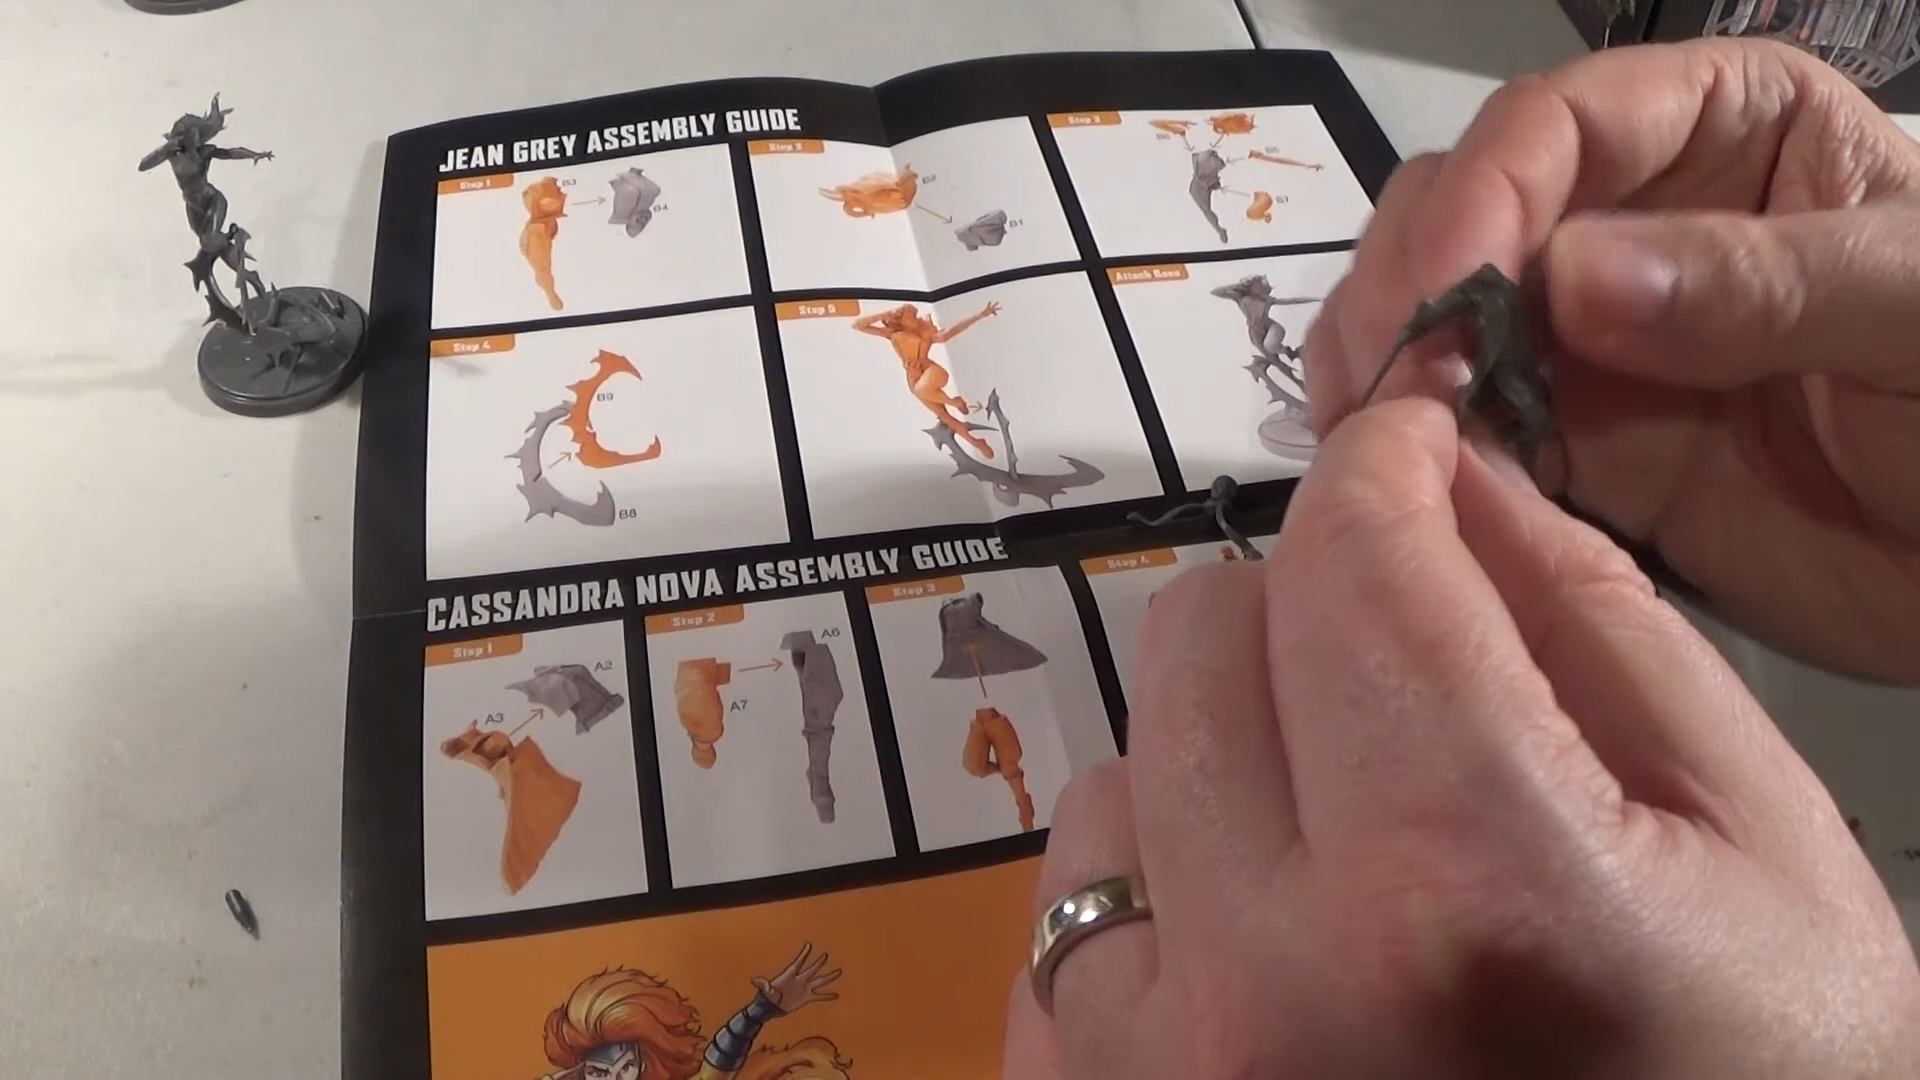 JEAN GREY ASSEMBLY GUIDE
Step 1
B3
B4
Step 2
B2
B1
Step 3
B6
B5
B7
Step 4
B9
B8
Step 5
Attach Base
CASSANDRA NOVA ASSEMBLY GUIDE
Step 1
A2
A3
Step 2
A6
A7
Step 3
Step 4